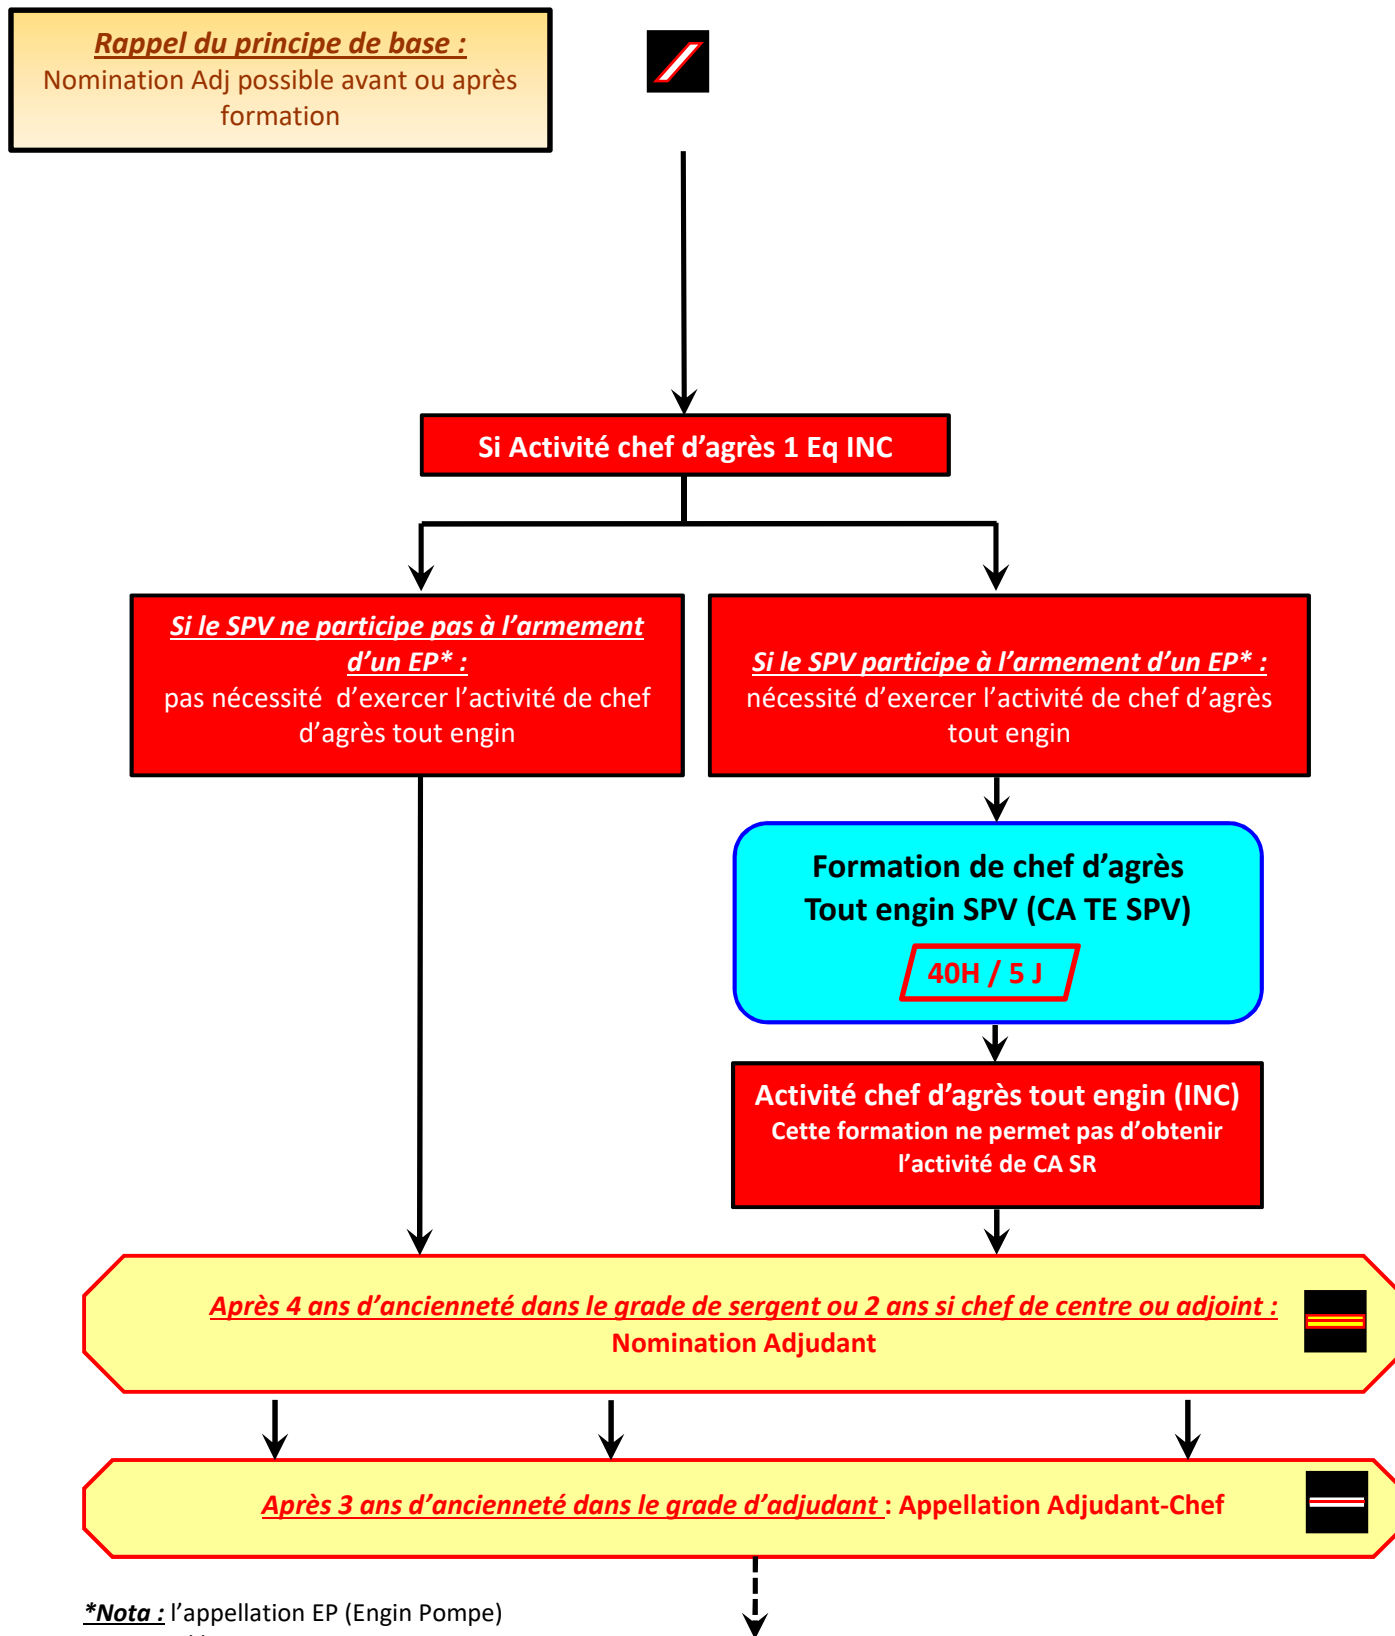 Rappel du principe de base :
Nomination Adj possible avant ou après
formation
Si Activité chef d’agrès 1 Eq INC
Si le SPV ne participe pas à l’armement
d’un EP* :
pas nécessité d’exercer l’activité de chef
d’agrès tout engin
Si le SPV participe à l’armement d’un EP* :
nécessité d’exercer l’activité de chef d’agrès
tout engin
Formation de chef d’agrès
Tout engin SPV (CA TE SPV)
40H / 5 J
Activité chef d’agrès tout engin (INC)
Cette formation ne permet pas d’obtenir
l’activité de CA SR
Après 4 ans d’ancienneté dans le grade de sergent ou 2 ans si chef de centre ou adjoint :
Nomination Adjudant
Après 3 ans d’ancienneté dans le grade d’adjudant : Appellation Adjudant-Chef
*Nota : l’appellation EP (Engin Pompe)